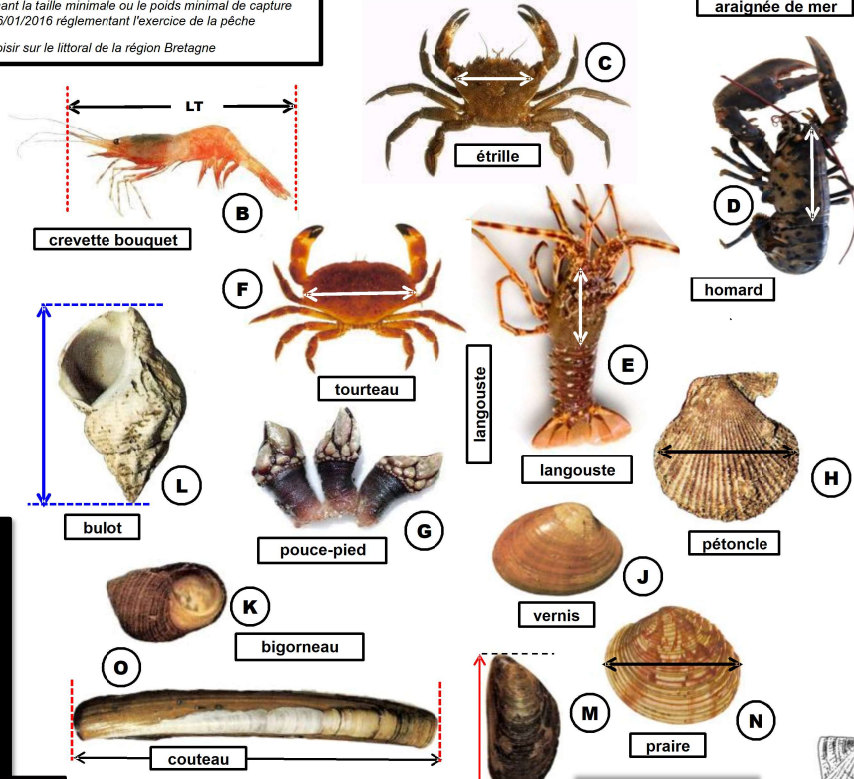 ant la taille minimale ou le poids minimal de capture
6/01/2016 réglementant l'exercice de la pêche
oisir sur le littoral de la région Bretagne
araignée de mer
C
LT
étrille
B
D
crevette bouquet
F
homard
E
langouste
tourteau
L
langouste
H
G
bulot
pétoncle
pouce-pied
J
K
vernis
bigorneau
O
M
N
praire
couteau